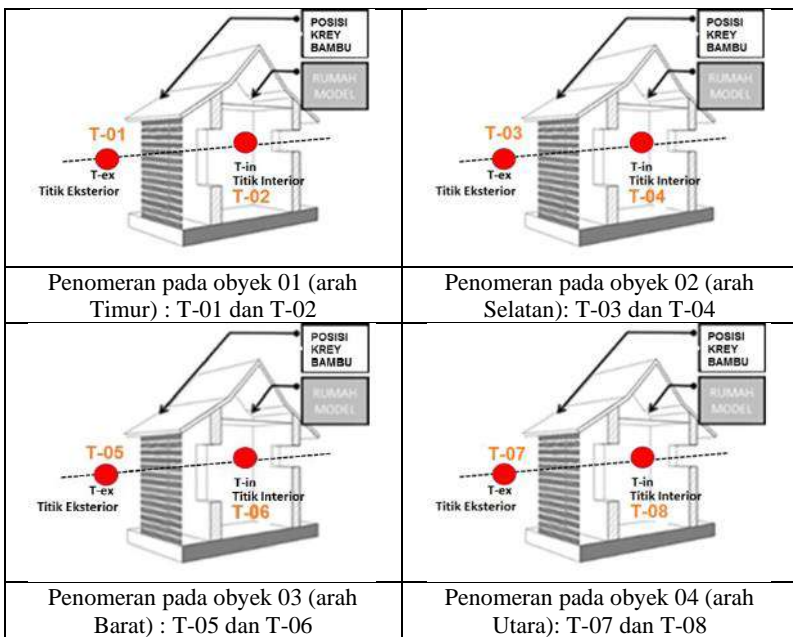 POSISI
KREY
BAMBU
RUMAH
MODEL
T-01
T-ex
Titik Eksterior
T-in
Titik Interior
T-02
POSISI
KREY
BAMBU
RUMAH
MODEL
T-03
T-ex
Titik Eksterior
T-in
Titik Interior
T-04
Penomeran pada obyek 01 (arah
Timur) : T-01 dan T-02
Penomeran pada obyek 02 (arah
Selatan): T-03 dan T-04
POSISI
KREY
BAMBU
RUMAH
MODEL
T-05
T-ex
Titik Eksterior
T-in
Titik Interior
T-06
POSISI
KREY
BAMBU
RUMAH
MODEL
T-07
T-ex
Titik Eksterior
T-in
Titik Interior
T-08
Penomeran pada obyek 03 (arah
Barat) : T-05 dan T-06
Penomeran pada obyek 04 (arah
Utara): T-07 dan T-08